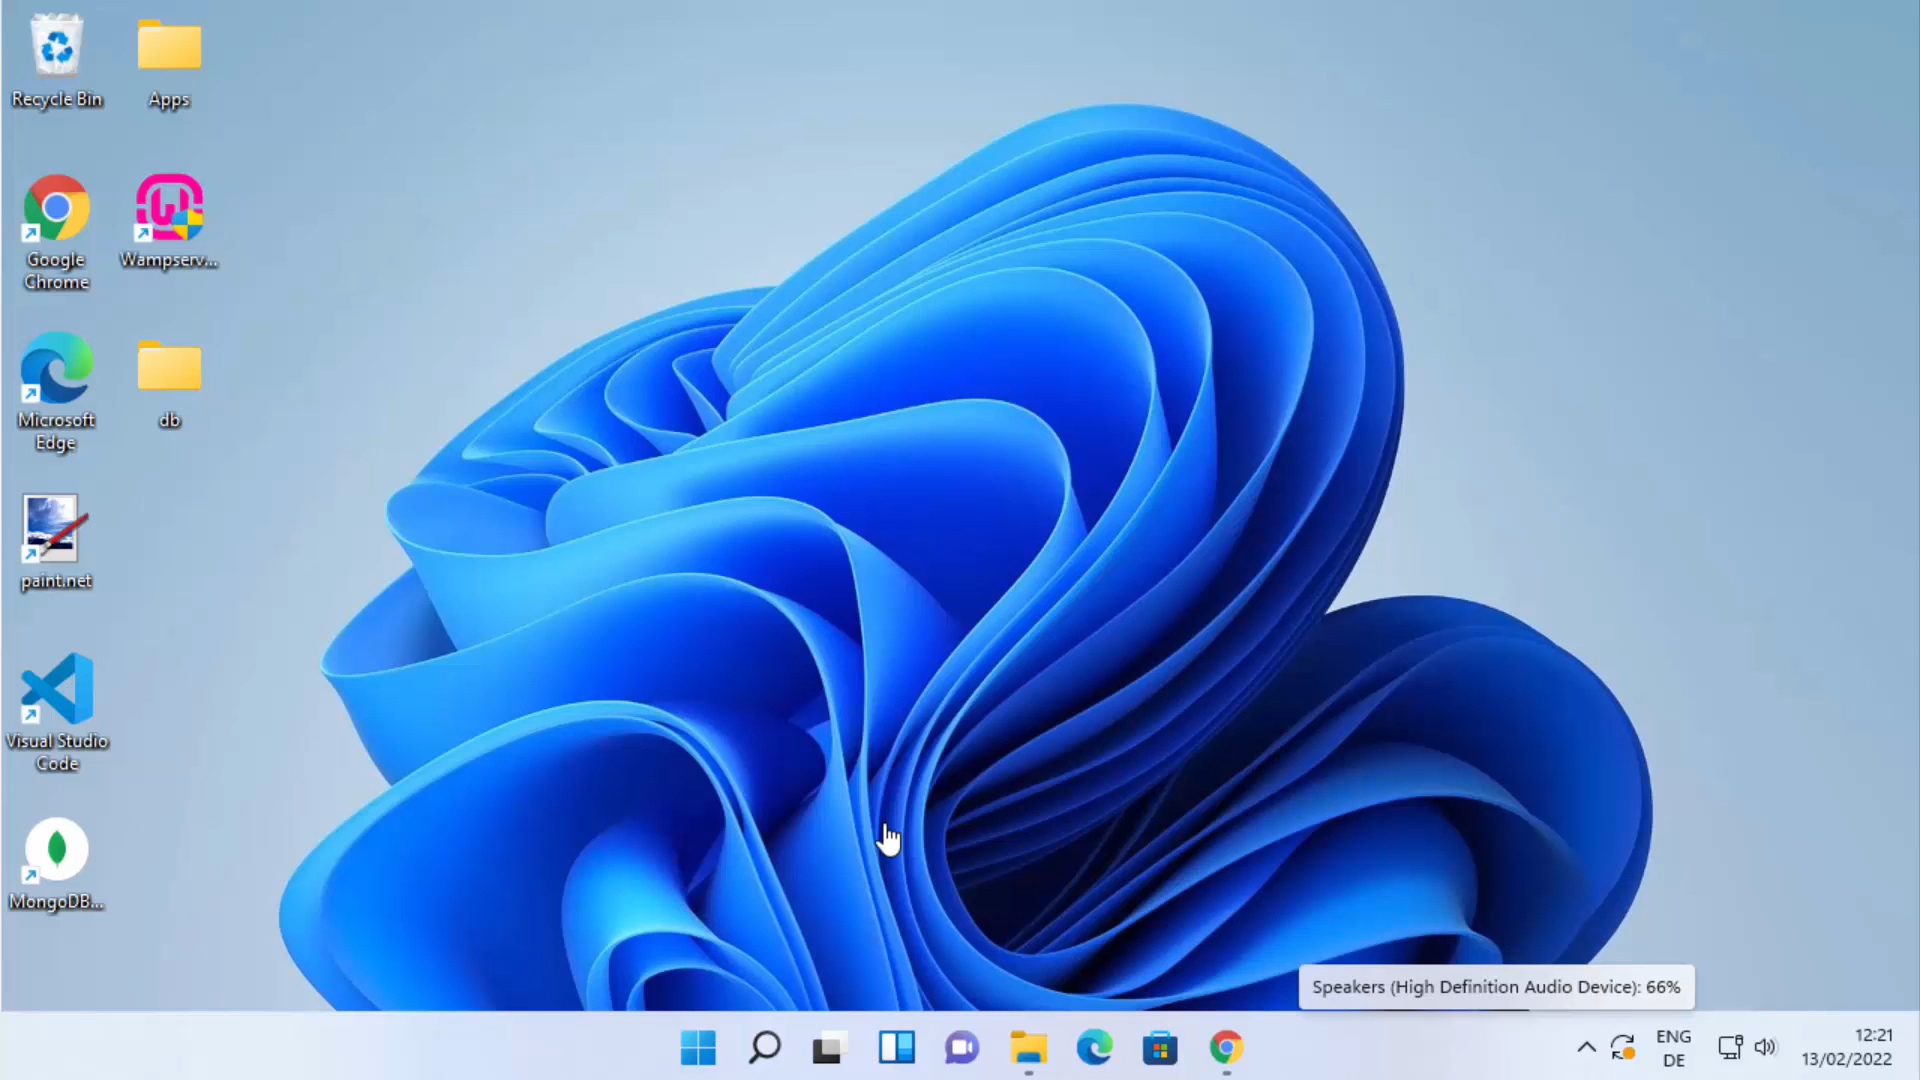 Recycle Bin
Apps
Google
Chrome
Wampserv...
Microsoft
Edge
db
paint.net
Visual Studio
Code
MongoDB...
Speakers (High Definition Audio Device): 66%
ENG
DE
12:21
13/02/2022